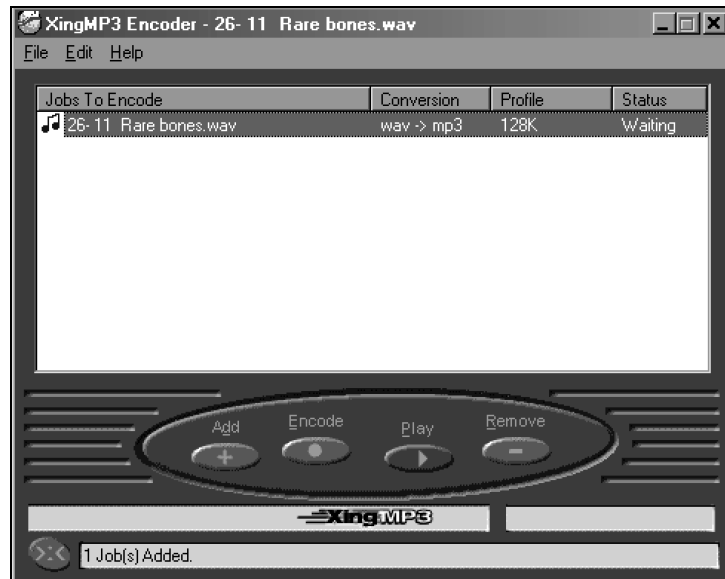 XingMP3 Encoder - 26- 11 Rare bones.wav
File Edit Help
Jobs To Encode Conversion Profile Status
26- 11 Rare bones.wav wav -> mp3 128K Waiting
Add Encode Play Remove
XingMP3
1 Job(s) Added.